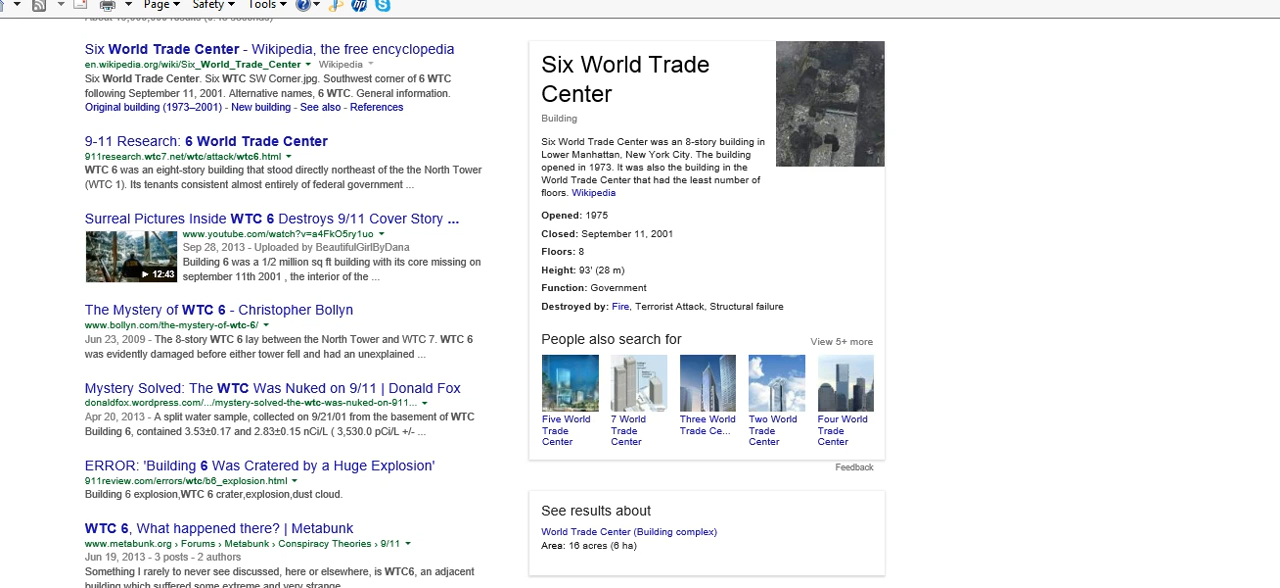 Page Safety Tools
Six World Trade Center - Wikipedia, the free encyclopedia
en.wikipedia.org/wiki/Six_World_Trade_Center Wikipedia
Six World Trade Center. Six WTC SW Corner.jpg. Southwest corner of 6 WTC
following September 11, 2001. Alternative names, 6 WTC. General information.
Original building (1973–2001) - New building - See also - References
9-11 Research: 6 World Trade Center
911research.wtc7.net/wtc/attack/wtc6.html
WTC 6 was an eight-story building that stood directly northeast of the the North Tower
(WTC 1). Its tenants consistent almost entirely of federal government ...
Surreal Pictures Inside WTC 6 Destroys 9/11 Cover Story ...
www.youtube.com/watch?v=a4FkO5ry1uo
Sep 28, 2013 - Uploaded by BeautifulGirlByDana
Building 6 was a 1/2 million sq ft building with its core missing on
september 11th 2001 , the interior of the ...
12:43
The Mystery of WTC 6 - Christopher Bollyn
www.bollyn.com/the-mystery-of-wtc-6/
Jun 23, 2009 - The 8-story WTC 6 lay between the North Tower and WTC 7. WTC 6
was evidently damaged before either tower fell and had an unexplained ...
Mystery Solved: The WTC Was Nuked on 9/11 | Donald Fox
donaldfox.wordpress.com/.../mystery-solved-the-wtc-was-nuked-on-911...
Apr 20, 2013 - A split water sample, collected on 9/21/01 from the basement of WTC
Building 6, contained 3.53±0.17 and 2.83±0.15 nCi/L ( 3,530.0 pCi/L +/- ...
ERROR: 'Building 6 Was Cratered by a Huge Explosion'
911review.com/errors/wtc/b6_explosion.html
Building 6 explosion,WTC 6 crater,explosion,dust cloud.
WTC 6, What happened there? | Metabunk
www.metabunk.org › Forums › Metabunk › Conspiracy Theories › 9/11
Jun 19, 2013 - 3 posts - 2 authors
Something I rarely to never see discussed, here or elsewhere, is WTC6, an adjacent
building which suffered some extreme and very strange
Six World Trade
Center
Building
Six World Trade Center was an 8-story building in
Lower Manhattan, New York City. The building
opened in 1973. It was also the building in the
World Trade Center that had the least number of
floors. Wikipedia
Opened: 1975
Closed: September 11, 2001
Floors: 8
Height: 93' (28 m)
Function: Government
Destroyed by: Fire, Terrorist Attack, Structural failure
People also search for
View 5+ more
Five World
Trade
Center
7 World
Trade
Center
Three World
Trade Ce...
Two World
Trade
Center
Four World
Trade
Center
Feedback
See results about
World Trade Center (Building complex)
Area: 16 acres (6 ha)